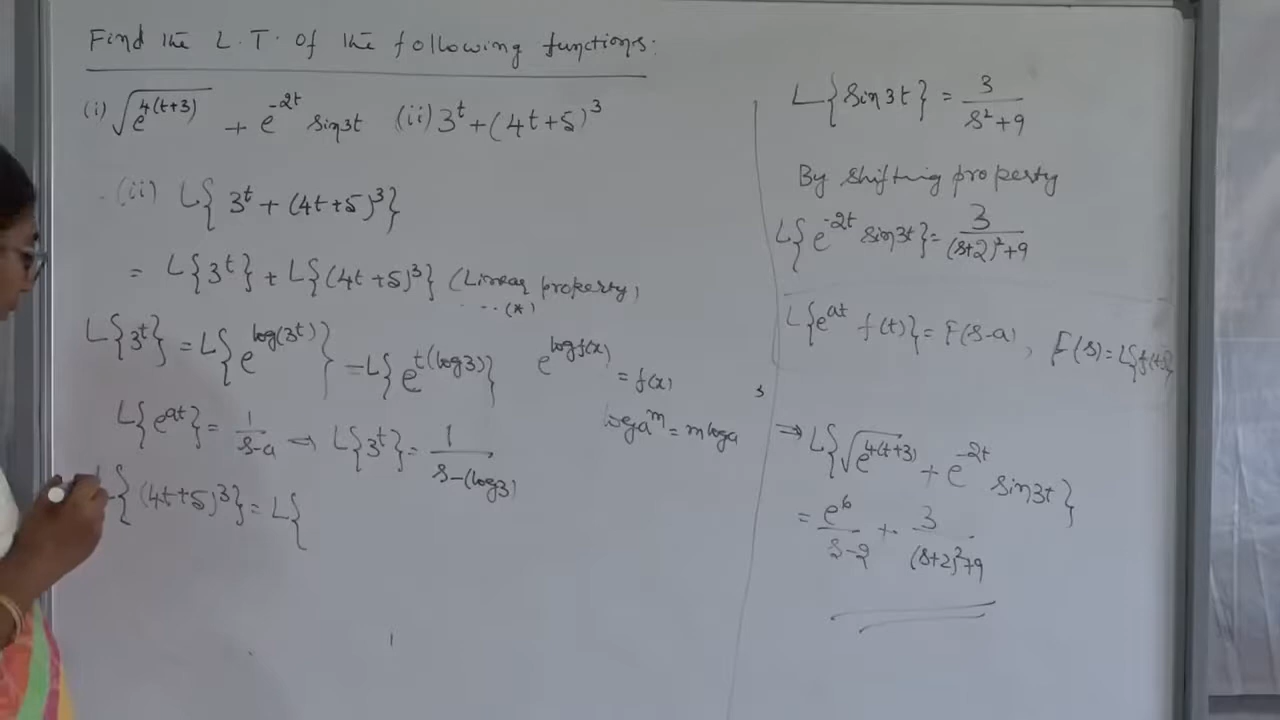 Find the L.T. of the following functions:
(i) √e^{4(t+3)} + e^{-2t} sin3t (ii) 3^t + (4t+5)^3
(ii) L{3^t + (4t+5)^3}
= L{3^t} + L{(4t+5)^3} (Linear property)
...(*)
L{3^t} = L{e^{log(3^t)}} = L{e^{t(log3)}} e^{log f(x)} = f(x)
log a^m = m log a
L{e^{at}} = 1/(s-a) → L{3^t} = 1/(s-(log3))
L{(4t+5)^3} = L{
L{sin3t} = 3/(s^2+9)
By shifting property
L{e^{-2t} sin3t} = 3/((s+2)^2+9)
L{e^{at} f(t)} = F(s-a), F(s) = L{f(t)}
⇒ L{√e^{4(t+3)} + e^{-2t} sin3t}
= e^6/(s-2) + 3/((s+2)^2+9)